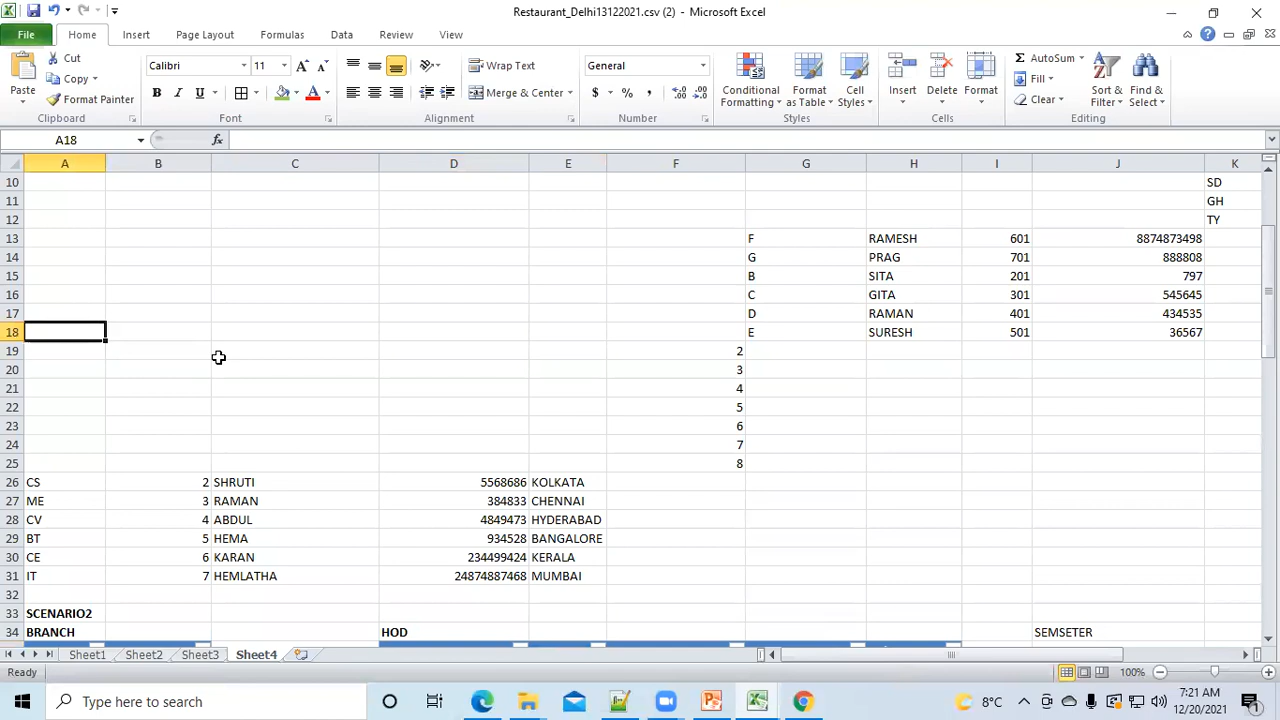 Restaurant_Delhi13122021.csv (2) - Microsoft Excel
File Home Insert Page Layout Formulas Data Review View
Paste Cut Copy Format Painter Clipboard
Calibri 11 A A B I U A Font
Wrap Text Merge & Center Alignment
General $ % , .0 .00 .00 .0 Number
Conditional Formatting Format as Table Cell Styles Styles
Insert Delete Format Cells
AutoSum Fill Clear Sort & Filter Find & Select Editing
A18 fx
A B C D E F G H I J K
10 SD
11 GH
12 TY
13 F RAMESH 601 8874873498
14 G PRAG 701 888808
15 B SITA 201 797
16 C GITA 301 545645
17 D RAMAN 401 434535
18 E SURESH 501 36567
19 2
20 3
21 4
22 5
23 6
24 7
25 8
26 CS 2 SHRUTI 5568686 KOLKATA
27 ME 3 RAMAN 384833 CHENNAI
28 CV 4 ABDUL 4849473 HYDERABAD
29 BT 5 HEMA 934528 BANGALORE
30 CE 6 KARAN 234499424 KERALA
31 IT 7 HEMLATHA 24874887468 MUMBAI
32
33 SCENARIO2
34 BRANCH HOD SEMSETER
Sheet1 Sheet2 Sheet3 Sheet4
Ready 100%
Type here to search 8°C 7:21 AM
12/20/2021